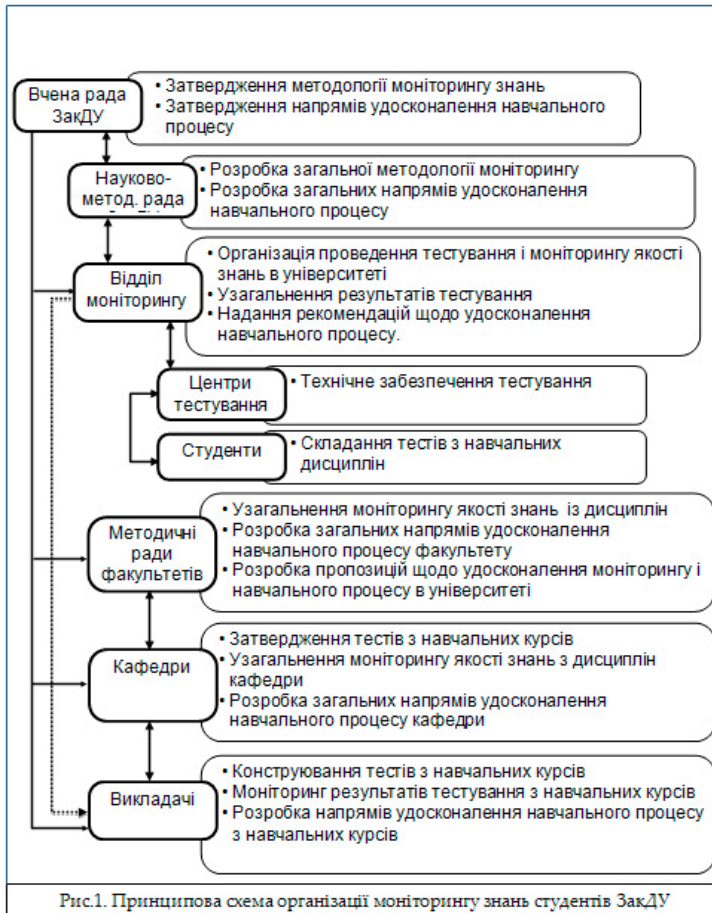 Вчена рада
ЗакДУ
• Затвердження методології моніторингу знань
• Затвердження напрямів удосконалення навчального
процесу
Науково-
метод. рада
• Розробка загальної методології моніторингу
• Розробка загальних напрямів удосконалення
навчального процесу
Відділ
моніторингу
• Організація проведення тестування і моніторингу якості
знань в університеті
• Узагальнення результатів тестування
• Надання рекомендацій щодо удосконалення
навчального процесу.
Центри
тестування
• Технічне забезпечення тестування
Студенти
• Складання тестів з навчальних
дисциплін
Методичні
ради
факультетів
• Узагальнення моніторингу якості знань із дисциплін
• Розробка загальних напрямів удосконалення
навчального процесу факультету
• Розробка пропозицій щодо удосконалення моніторингу і
навчального процесу в університеті
Кафедри
• Затвердження тестів з навчальних курсів
• Узагальнення моніторингу якості знань з дисциплін
кафедри
• Розробка загальних напрямів удосконалення
навчального процесу кафедри
Викладачі
• Конструювання тестів з навчальних курсів
• Моніторинг результатів тестування з навчальних курсів
• Розробка напрямів удосконалення навчального процесу
з навчальних курсів
Рис.1. Принципова схема організації моніторингу знань студентів ЗакДУ